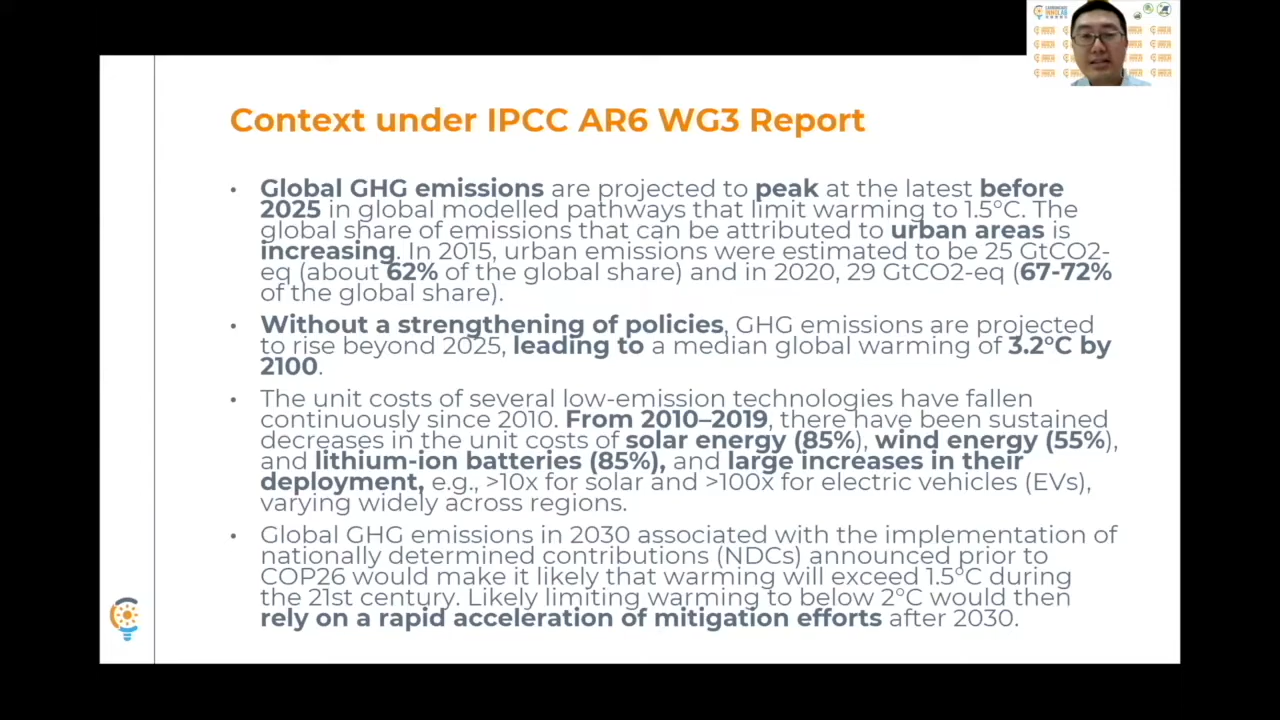 Context under IPCC AR6 WG3 Report
• Global GHG emissions are projected to peak at the latest before
2025 in global modelled pathways that limit warming to 1.5°C. The
global share of emissions that can be attributed to urban areas is
increasing. In 2015, urban emissions were estimated to be 25 GtCO2-
eq (about 62% of the global share) and in 2020, 29 GtCO2-eq (67-72%
of the global share).
• Without a strengthening of policies, GHG emissions are projected
to rise beyond 2025, leading to a median global warming of 3.2°C by
2100.
• The unit costs of several low-emission technologies have fallen
continuously since 2010. From 2010–2019, there have been sustained
decreases in the unit costs of solar energy (85%), wind energy (55%),
and lithium-ion batteries (85%), and large increases in their
deployment, e.g., >10x for solar and >100x for electric vehicles (EVs),
varying widely across regions.
• Global GHG emissions in 2030 associated with the implementation of
nationally determined contributions (NDCs) announced prior to
COP26 would make it likely that warming will exceed 1.5°C during
the 21st century. Likely limiting warming to below 2°C would then
rely on a rapid acceleration of mitigation efforts after 2030.